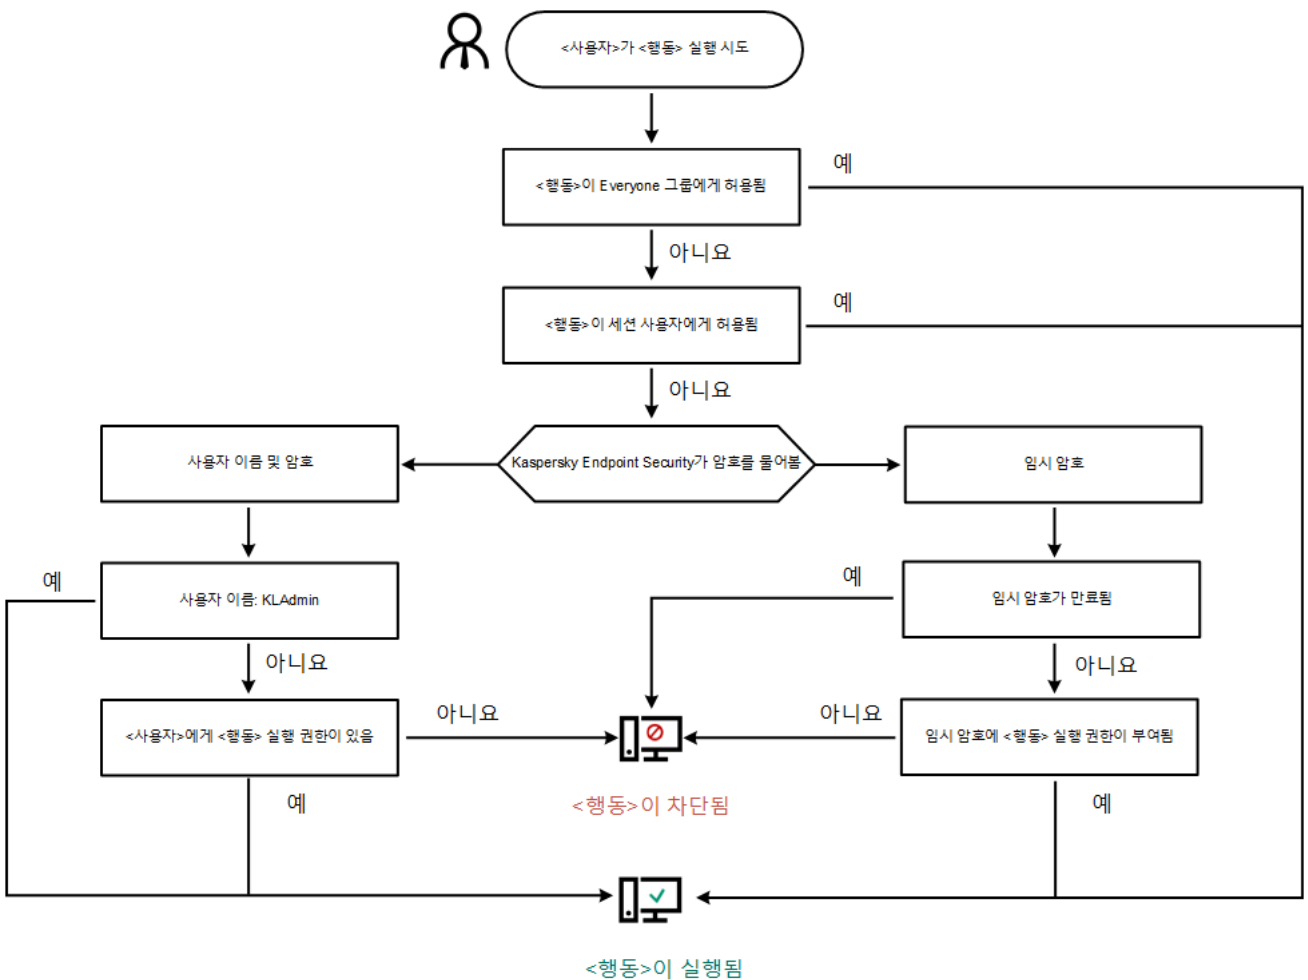 <사용자>가 <행동> 실행 시도
예
<행동>이 Everyone 그룹에게 허용됨
아니요
예
<행동>이 세션 사용자에게 허용됨
아니요
사용자 이름 및 암호
Kaspersky Endpoint Security가 암호를 물어봄
임시 암호
예
사용자 이름: KLAdmin
예
임시 암호가 만료됨
아니요
아니요
<사용자>에게 <행동> 실행 권한이 있음
아니요
아니요
임시 암호에 <행동> 실행 권한이 부여됨
예
<행동>이 차단됨
예
<행동>이 실행됨